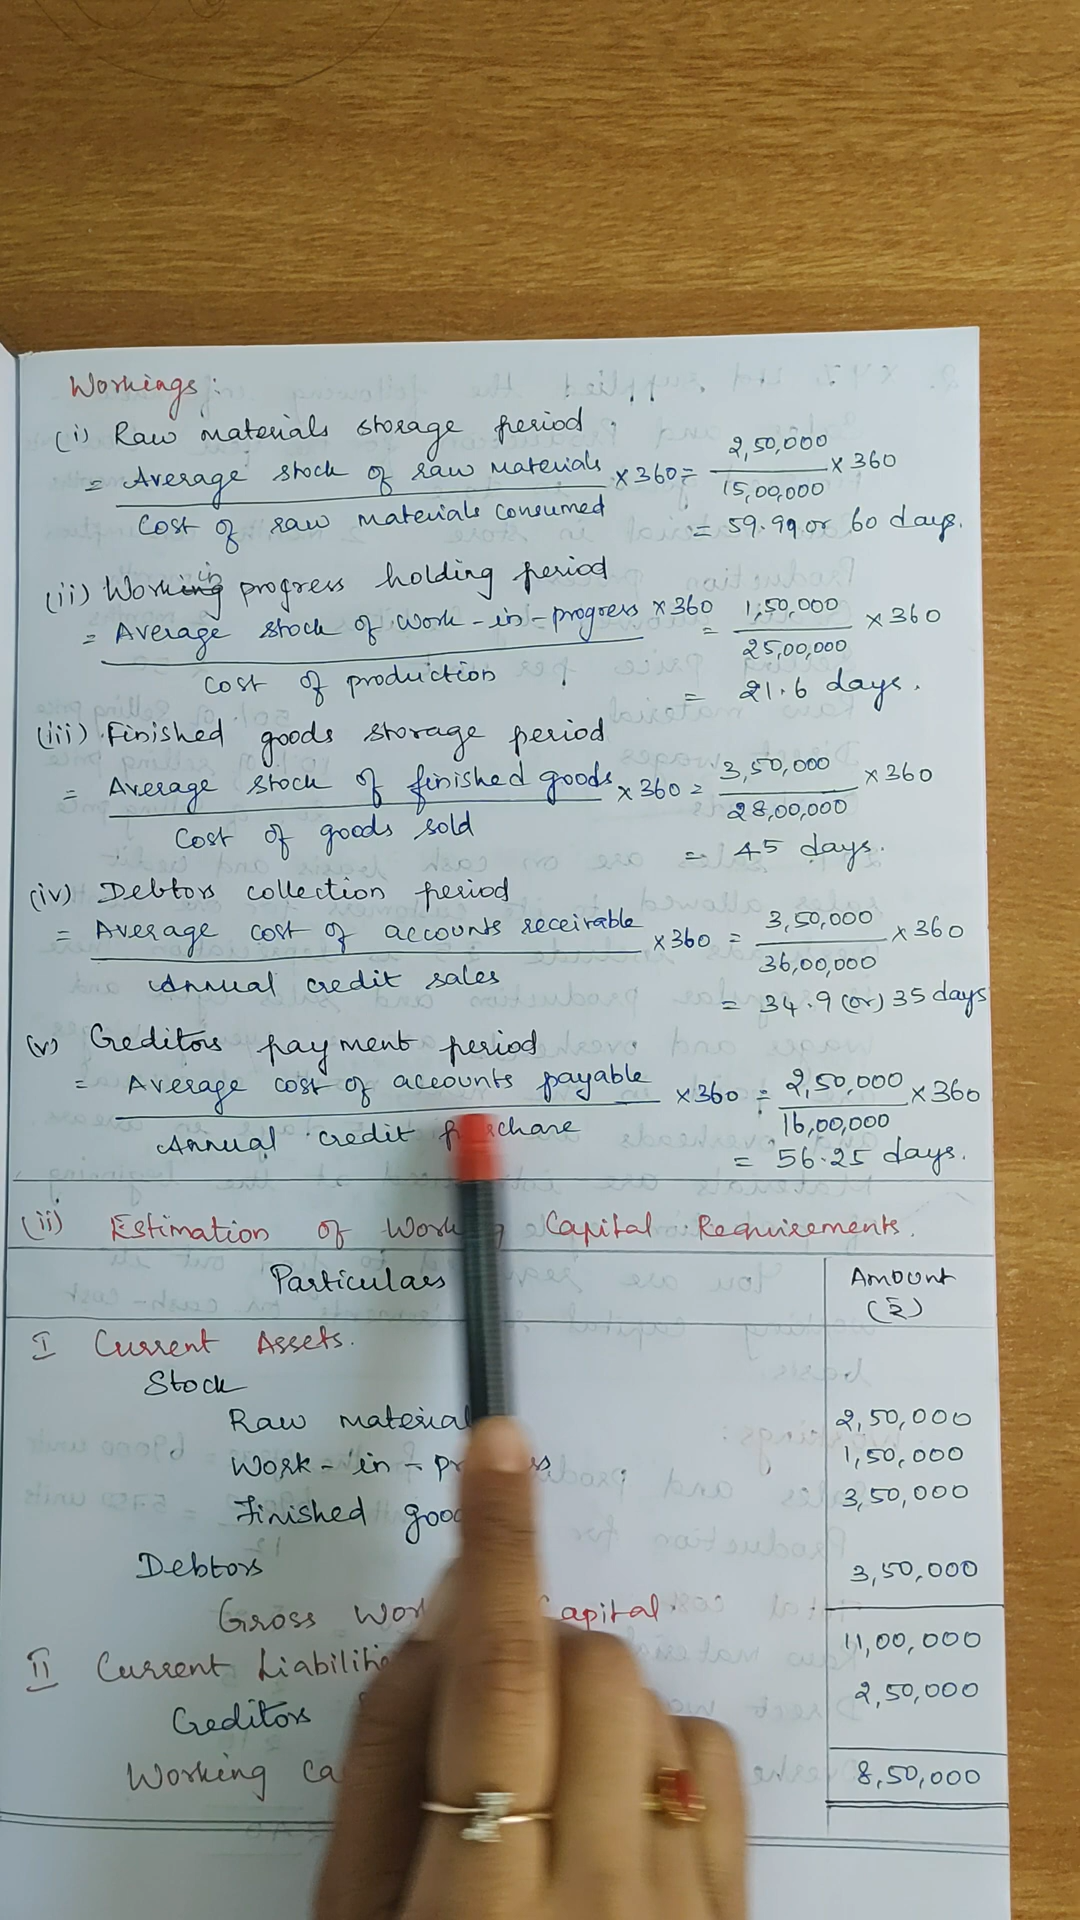 Workings:
(i) Raw materials storage period
= Average stock of raw materials / Cost of raw materials consumed × 360 = 2,50,000 / 15,00,000 × 360
= 59.99 or 60 days.
(ii) Work in progress holding period
= Average stock of work-in-progress / Cost of production × 360 = 1,50,000 / 25,00,000 × 360
= 21.6 days.
(iii) Finished goods storage period
= Average stock of finished goods / Cost of goods sold × 360 = 3,50,000 / 28,00,000 × 360
= 45 days.
(iv) Debtors collection period
= Average cost of accounts receivable / Annual credit sales × 360 = 3,50,000 / 36,00,000 × 360
= 34.9 (or) 35 days
(v) Creditors payment period
= Average cost of accounts payable / Annual credit × 360 = 2,50,000 / 16,00,000 × 360
= 56.25 days.
(ii) Estimation of Capital Requirements.
Particulars Amount (₹)
I Current Assets.
Stock
Raw 2,50,000
Work-in- 1,50,000
Finished 3,50,000
Debtors 3,50,000
Gross 11,00,000
II Current
Creditors 2,50,000
Working 8,50,000